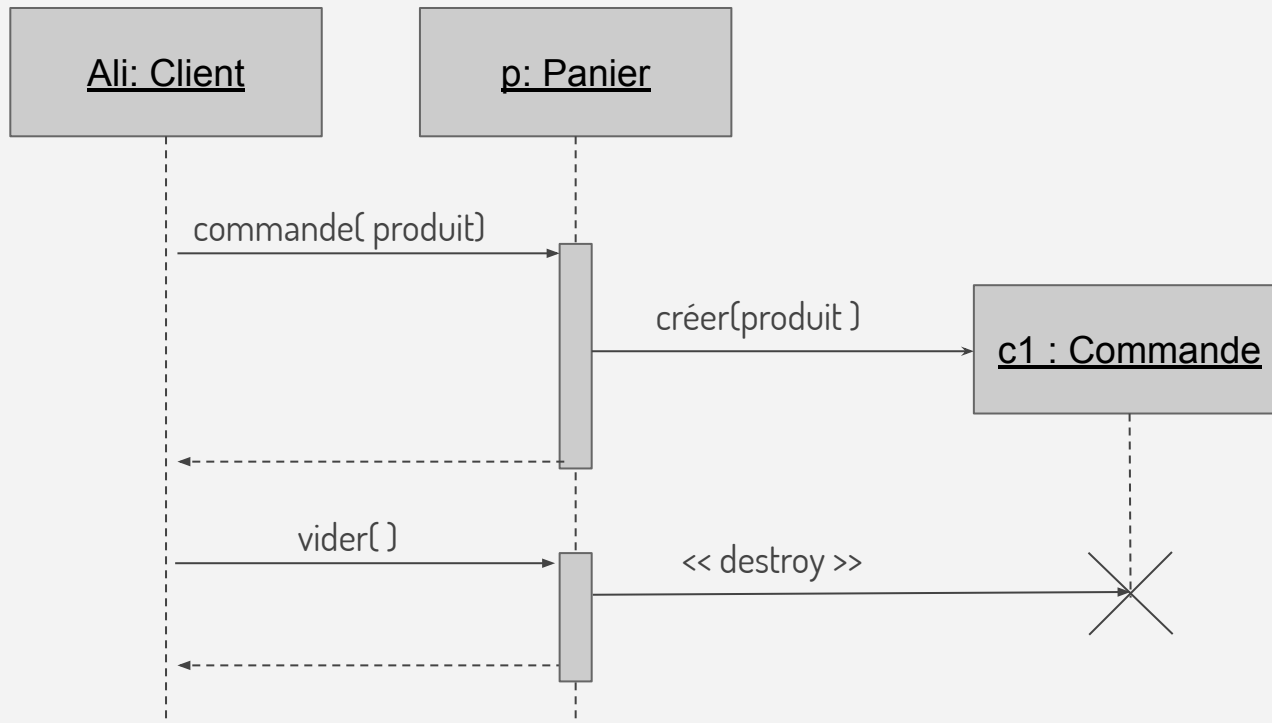 Ali: Client
p: Panier
commande( produit)
créer(produit )
c1 : Commande
vider( )
<< destroy >>